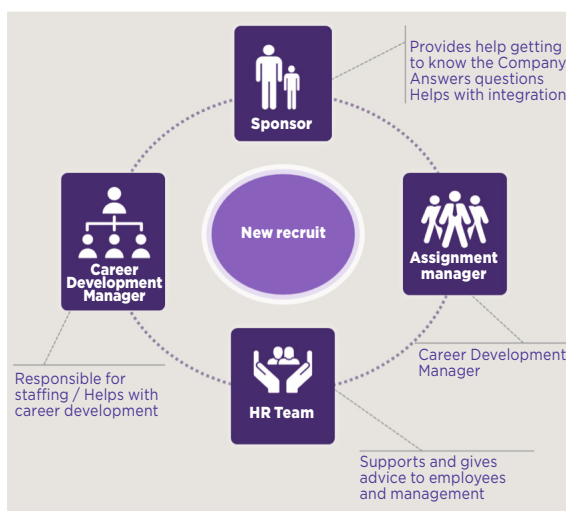 Provides help getting
to know the Company
Answers questions
Helps with integration
Sponsor
New recruit
Career
Development
Manager
Assignment
manager
Career Development
Manager
Responsible for
staffing / Helps with
career development
HR Team
Supports and gives
advice to employees
and management